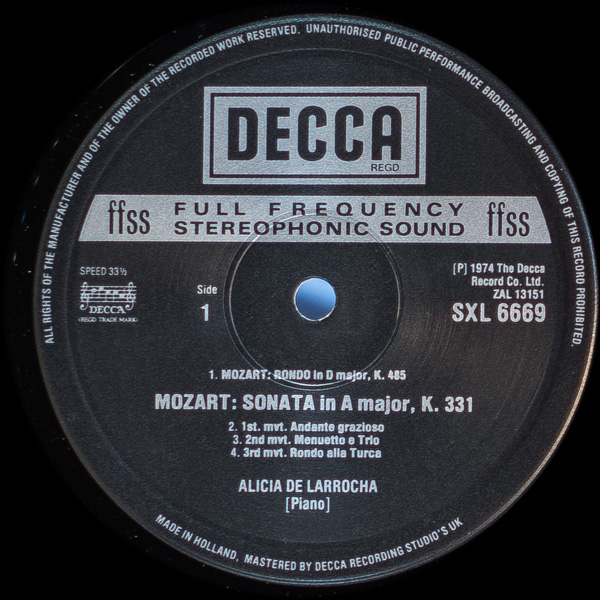 ALL RIGHTS OF THE MANUFACTURER AND OF THE OWNER OF THE RECORDED WORK RESERVED. UNAUTHORISED PUBLIC PERFORMANCE BROADCASTING AND COPYING OF THIS RECORD PROHIBITED.
DECCA
REGD
ffss FULL FREQUENCY STEREOPHONIC SOUND ffss
SPEED 33⅓
DECCA
(REGD TRADE MARK)
Side
1
[P] 1974 The Decca
Record Co. Ltd.
ZAL 13151
SXL 6669
1. MOZART: RONDO in D major, K. 485
MOZART: SONATA in A major, K. 331
2. 1st. mvt. Andante grazioso
3. 2nd mvt. Menuetto e Trio
4. 3rd mvt. Rondo alla Turca
ALICIA DE LARROCHA
[Piano]
MADE IN HOLLAND, MASTERED BY DECCA RECORDING STUDIO'S UK